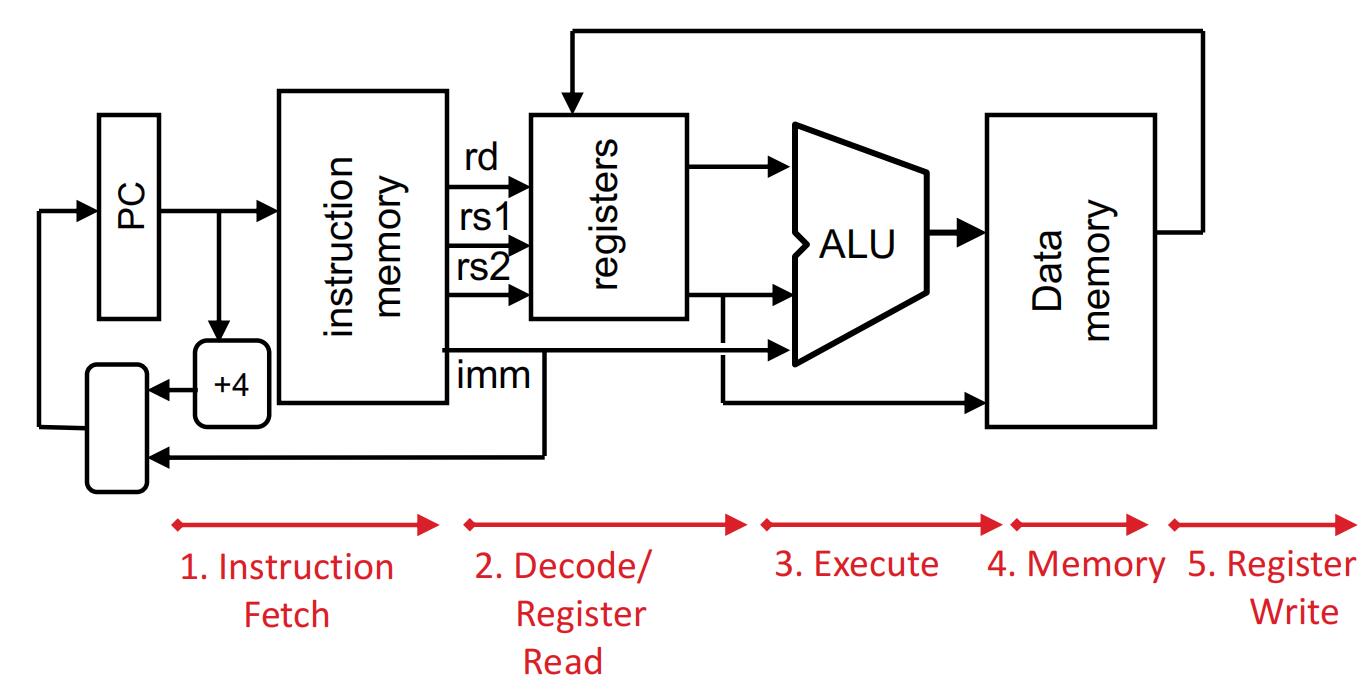 PC
+4
instruction
memory
rd
rs1
rs2
imm
registers
ALU
Data
memory
1. Instruction
Fetch
2. Decode/
Register
Read
3. Execute
4. Memory
5. Register
Write